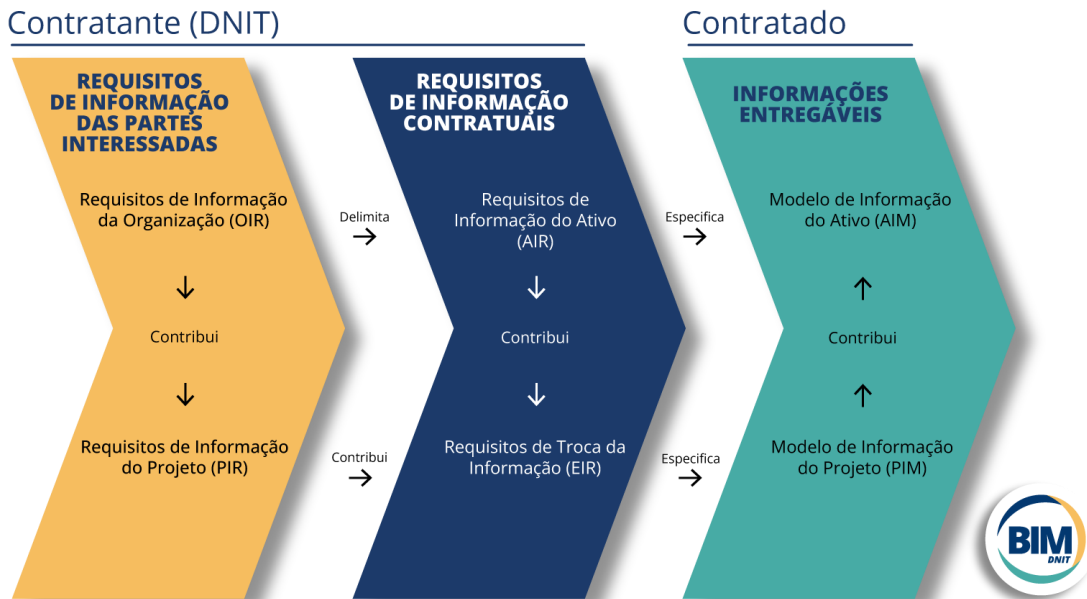 Contratante (DNIT)
Contratado
REQUISITOS
DE INFORMAÇÃO
DAS PARTES
INTERESSADAS
REQUISITOS
DE INFORMAÇÃO
CONTRATUAIS
INFORMAÇÕES
ENTREGÁVEIS
Requisitos de Informação
da Organização (OIR)
Delimita
Requisitos de
Informação do Ativo
(AIR)
Especifica
Modelo de Informação
do Ativo (AIM)
Contribui
Contribui
Contribui
Requisitos de Informação
do Projeto (PIR)
Contribui
Requisitos de Troca da
Informação (EIR)
Especifica
Modelo de Informação
do Projeto (PIM)
BIM
DNIT